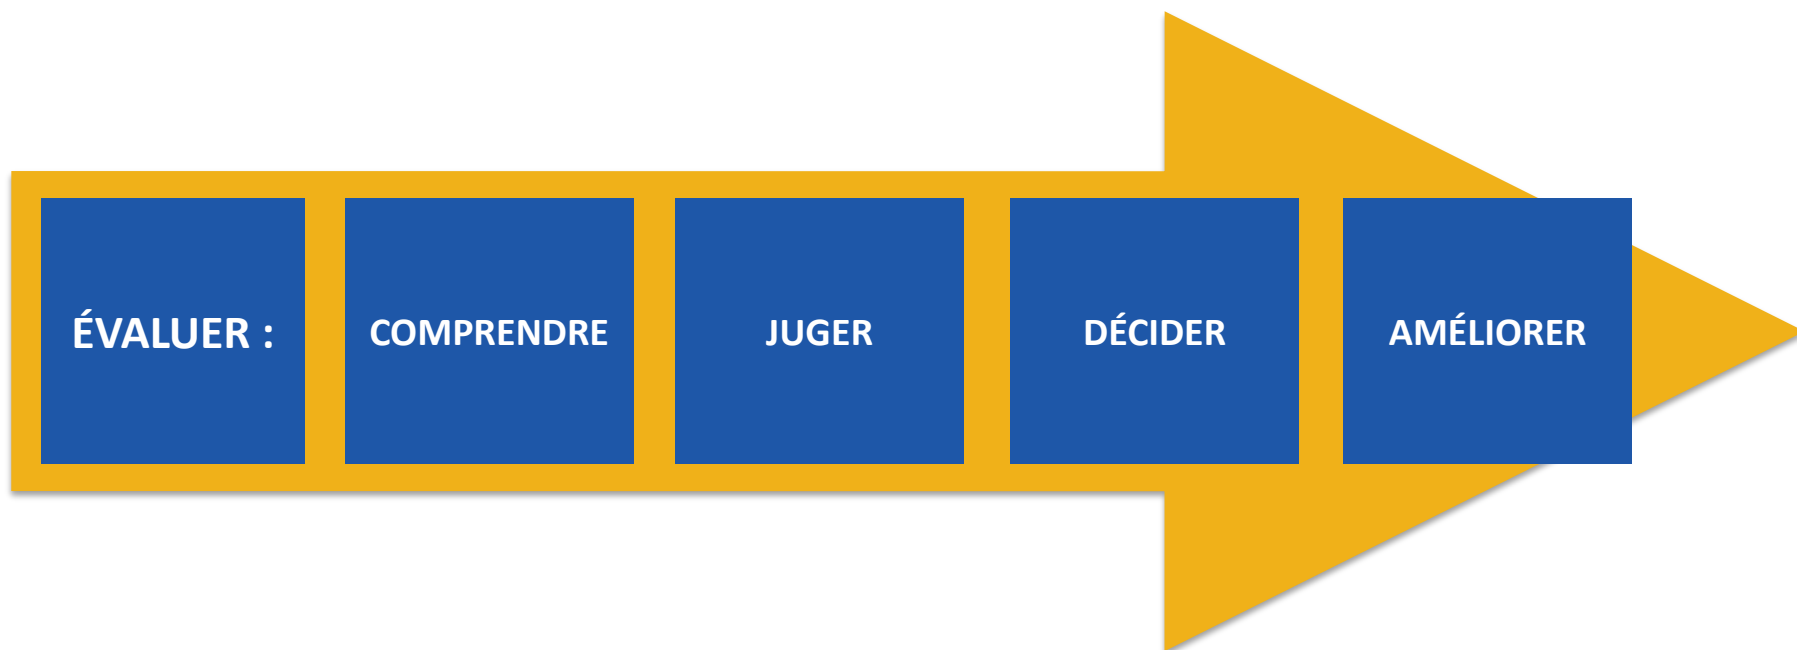 ÉVALUER :
COMPRENDRE
JUGER
DÉCIDER
AMÉLIORER